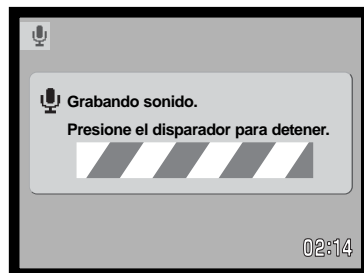 Grabando sonido.
Presione el disparador para detener.
02:14